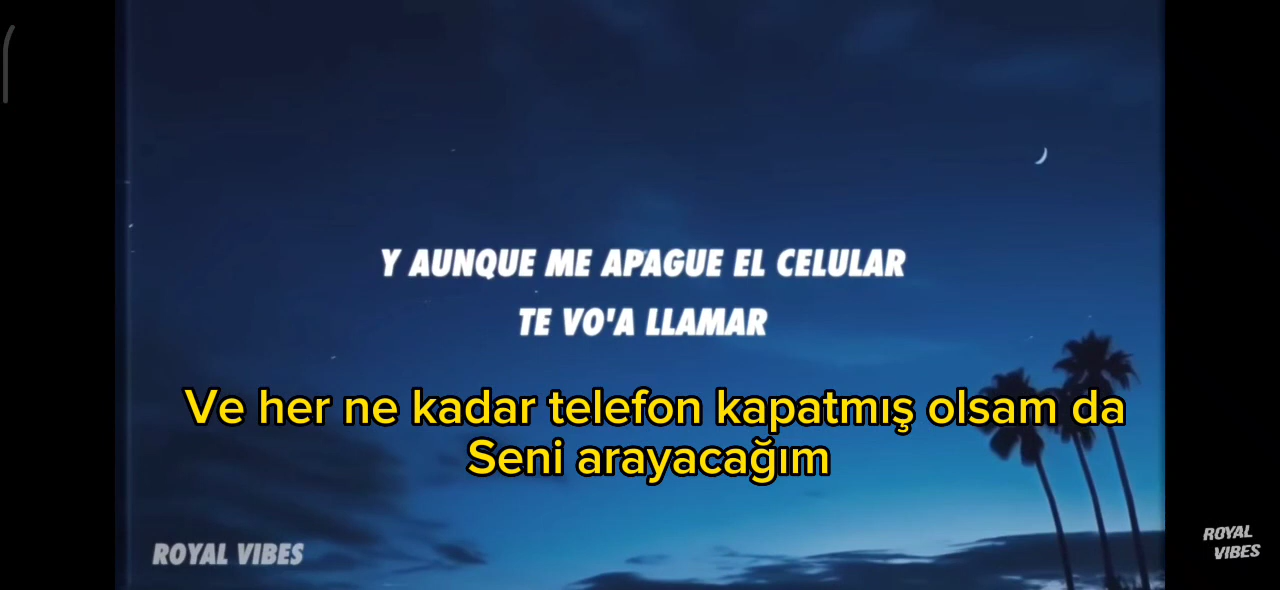 Y AUNQUE ME APAGUE EL CELULAR
TE VO'A LLAMAR
Ve her ne kadar telefon kapatmış olsam da
Seni arayacağım
ROYAL VIBES
ROYAL
VIBES